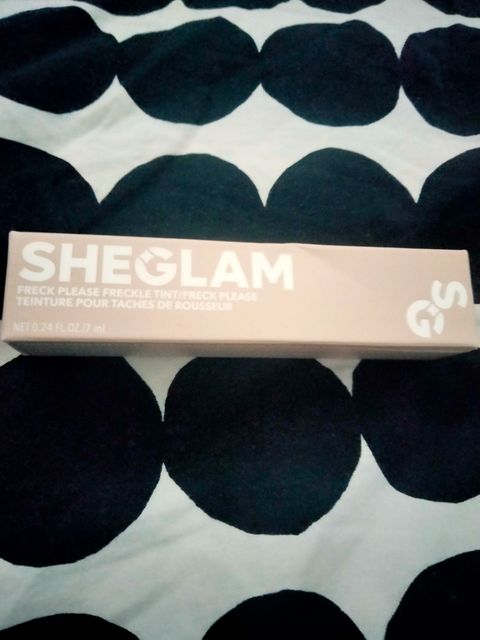 SHEGLAM
FRECK PLEASE FRECKLE TINT/FRECK PLEASE
TEINTURE POUR TACHES DE ROUSSEUR
NET 0.24 FL.OZ/7 ml
SG